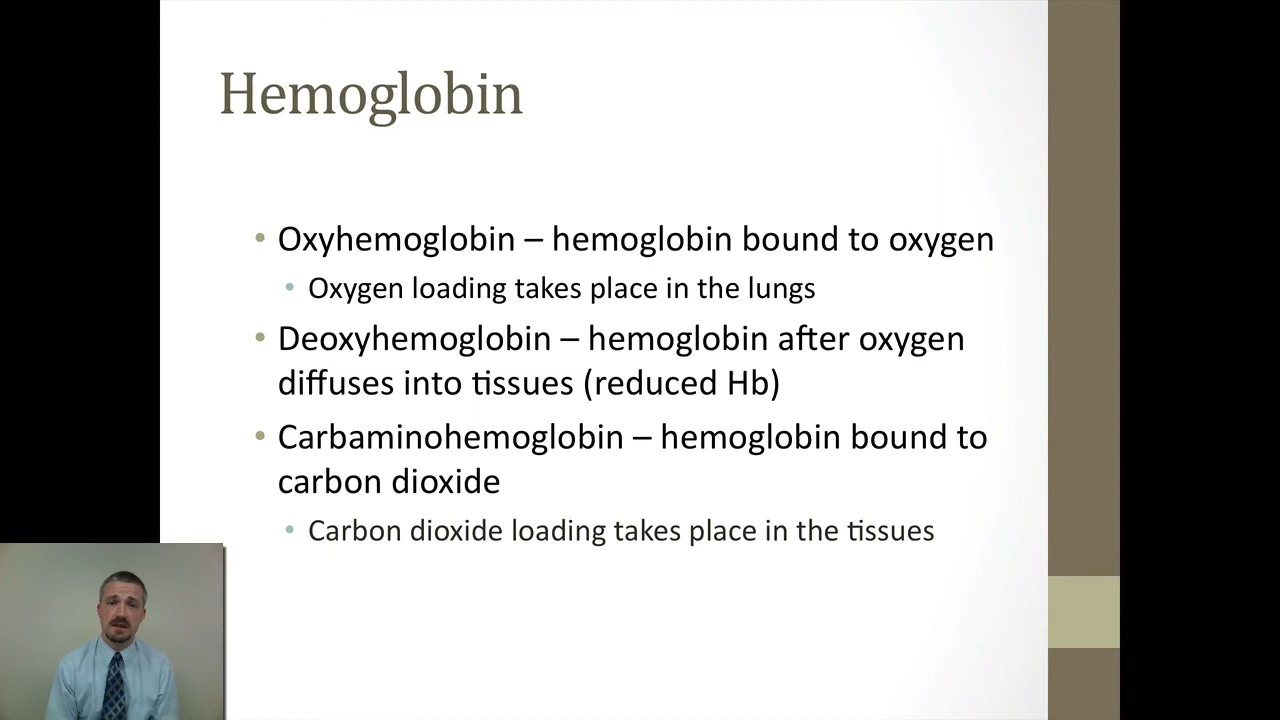 Hemoglobin
• Oxyhemoglobin – hemoglobin bound to oxygen
• Oxygen loading takes place in the lungs
• Deoxyhemoglobin – hemoglobin after oxygen
diffuses into tissues (reduced Hb)
• Carbaminohemoglobin – hemoglobin bound to
carbon dioxide
• Carbon dioxide loading takes place in the tissues